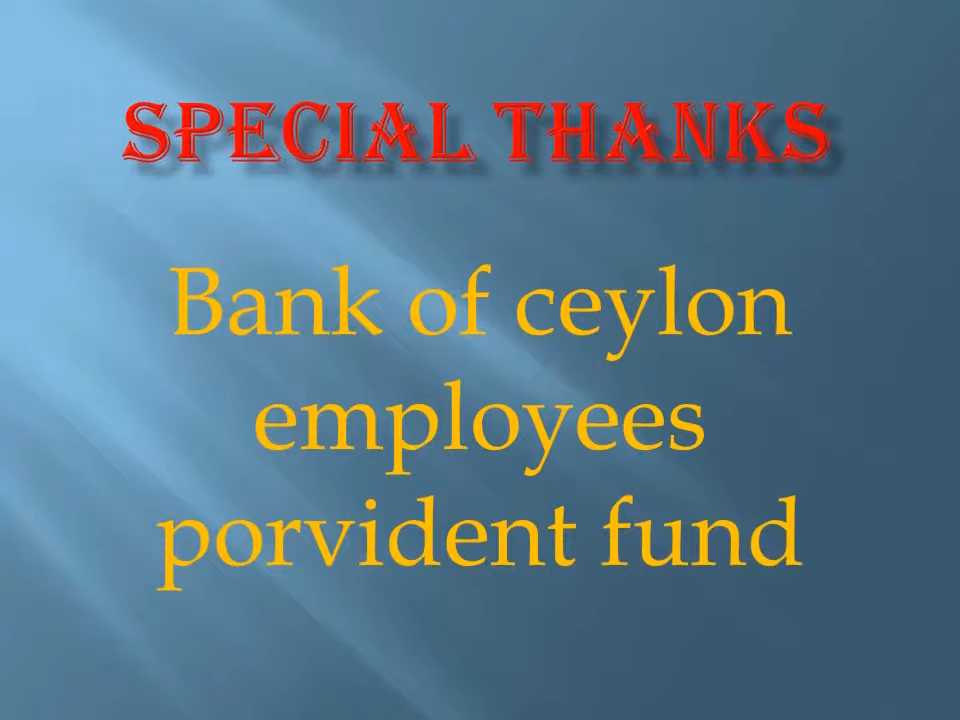 SPECIAL THANKS
Bank of ceylon
employees
porvident fund